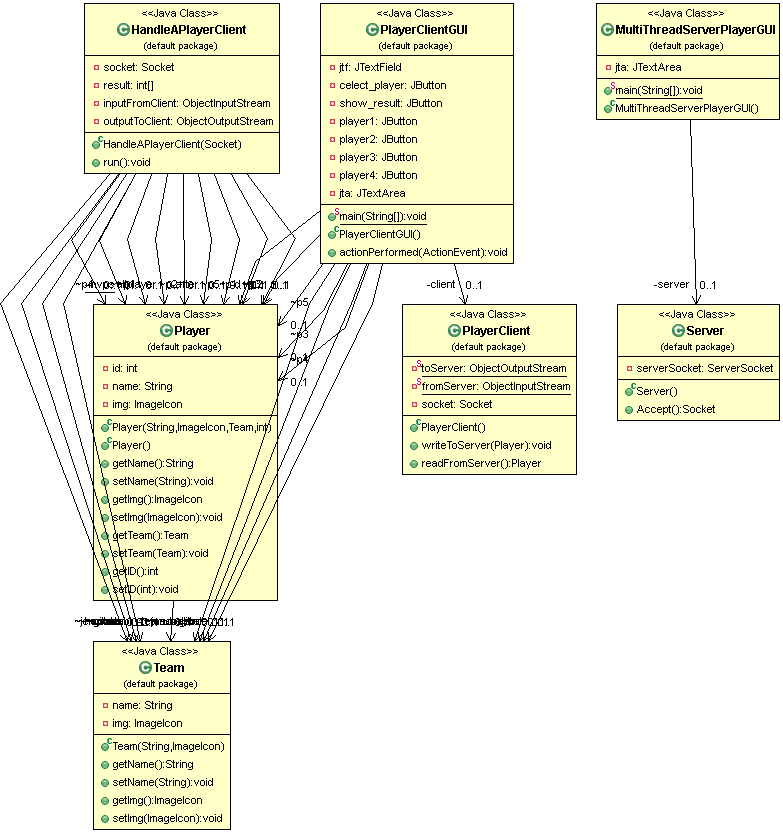 <<Java Class>>
HandleAPlayerClient
(default package)
socket: Socket
result: int[]
inputFromClient: ObjectInputStream
outputToClient: ObjectOutputStream
HandleAPlayerClient(Socket)
run():void
<<Java Class>>
PlayerClientGUI
(default package)
jtf: JTextField
celect_player: JButton
show_result: JButton
player1: JButton
player2: JButton
player3: JButton
player4: JButton
jta: JTextArea
main(String[]):void
PlayerClientGUI()
actionPerformed(ActionEvent):void
<<Java Class>>
MultiThreadServerPlayerGUI
(default package)
jta: JTextArea
main(String[]):void
MultiThreadServerPlayerGUI()
-client 0..1
-server 0..1
~p5
0..1
~p3
0..1
~p4
0..1
<<Java Class>>
Player
(default package)
id: int
name: String
img: ImageIcon
Player(String,ImageIcon,Team,int)
Player()
getName():String
setName(String):void
getImg():ImageIcon
setImg(ImageIcon):void
getTeam():Team
setTeam(Team):void
getID():int
setID(int):void
<<Java Class>>
PlayerClient
(default package)
toServer: ObjectOutputStream
fromServer: ObjectInputStream
socket: Socket
PlayerClient()
writeToServer(Player):void
readFromServer():Player
<<Java Class>>
Server
(default package)
serverSocket: ServerSocket
Server()
Accept():Socket
<<Java Class>>
Team
(default package)
name: String
img: ImageIcon
Team(String,ImageIcon)
getName():String
setName(String):void
getImg():ImageIcon
setImg(ImageIcon):void